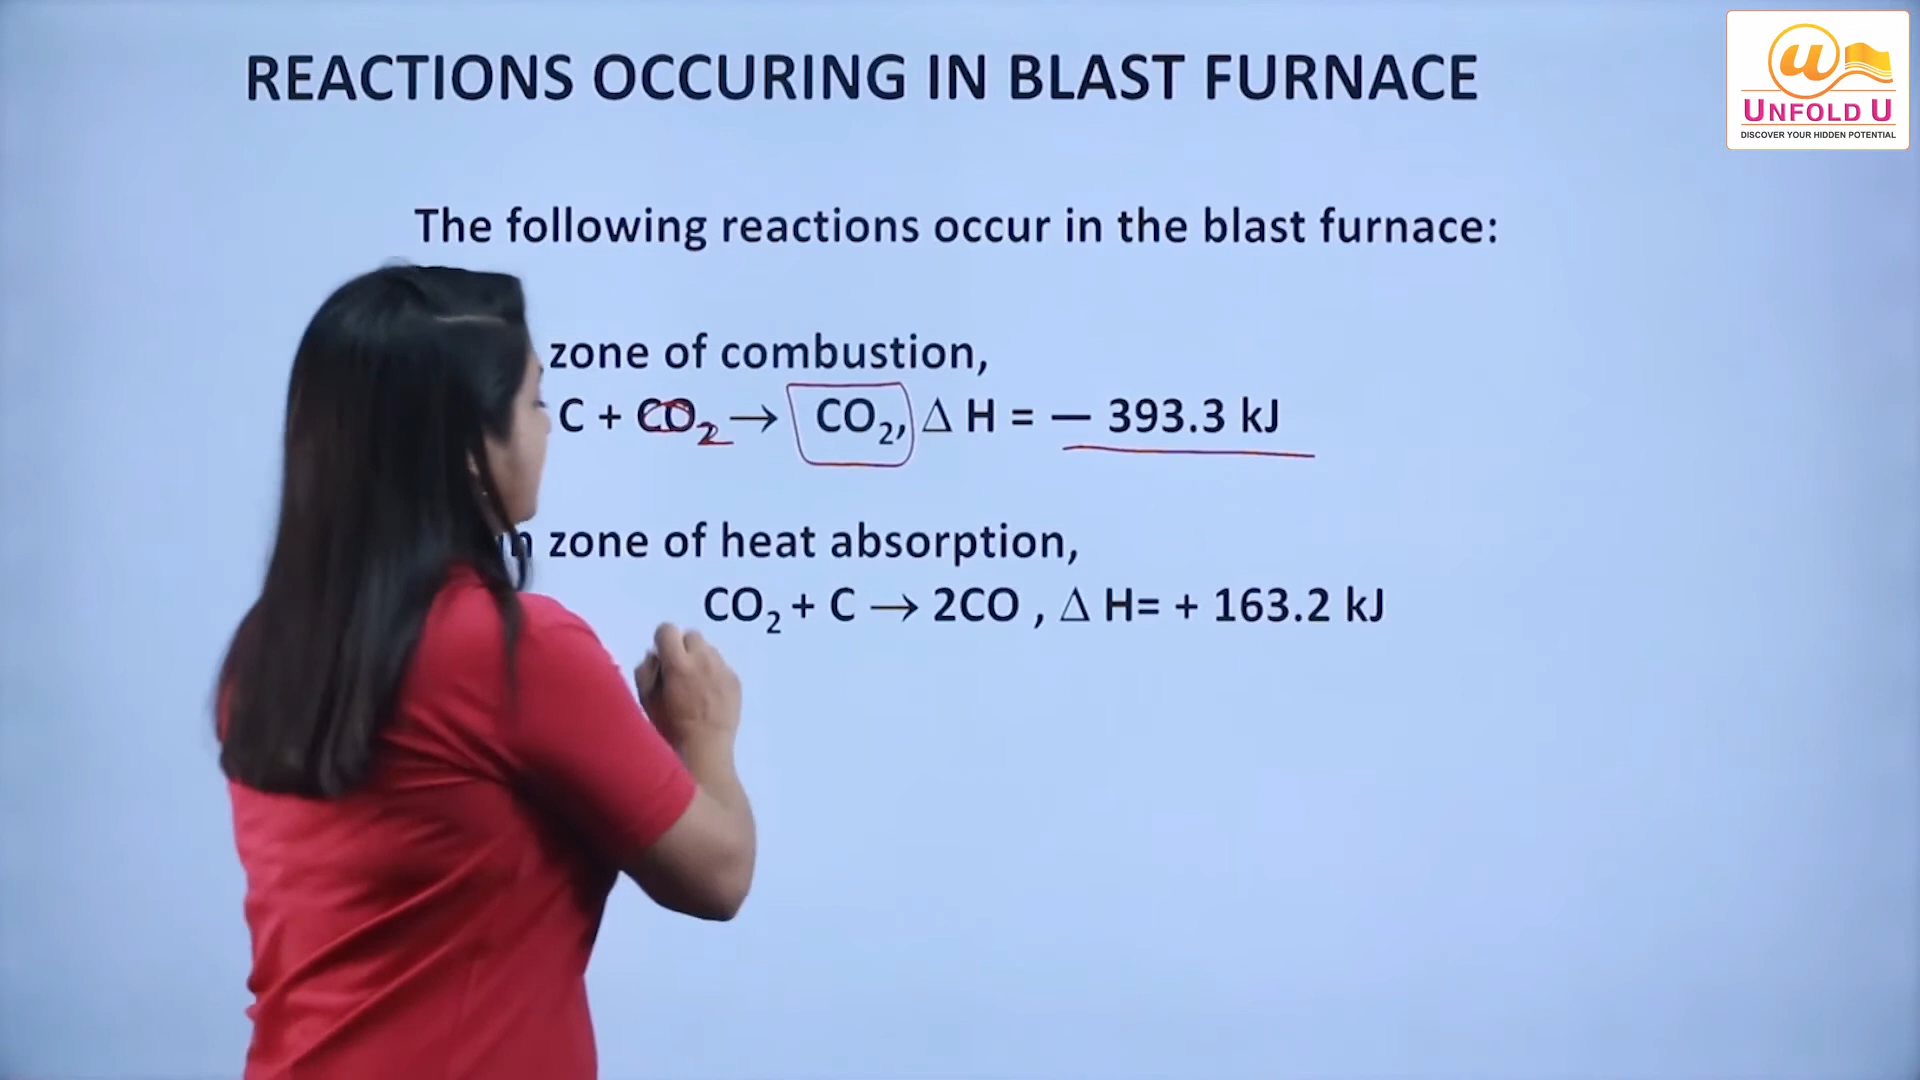 REACTIONS OCCURING IN BLAST FURNACE
UNFOLD U
DISCOVER YOUR HIDDEN POTENTIAL
The following reactions occur in the blast furnace:
zone of combustion,
C + CO₂ → CO₂, Δ H = — 393.3 kJ
in zone of heat absorption,
CO₂ + C → 2CO , Δ H= + 163.2 kJ